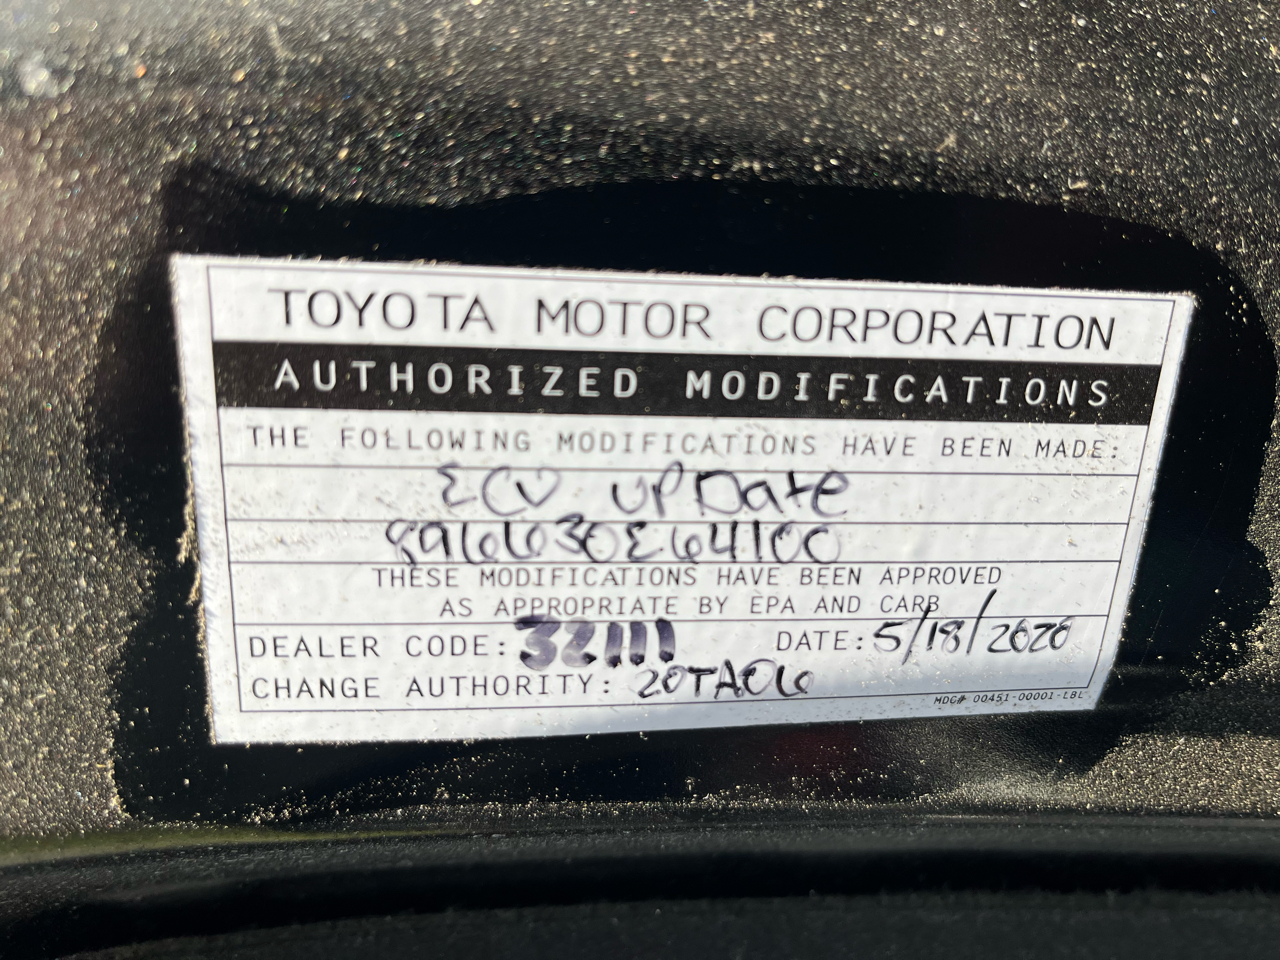 TOYOTA MOTOR CORPORATION
AUTHORIZED MODIFICATIONS
THE FOLLOWING MODIFICATIONS HAVE BEEN MADE:
ECU UPDate
896630E64100
THESE MODIFICATIONS HAVE BEEN APPROVED
AS APPROPRIATE BY EPA AND CARB
DEALER CODE: 32111 DATE: 5/18/2020
CHANGE AUTHORITY: 20TA06
MDC# 00451-00001-LBL